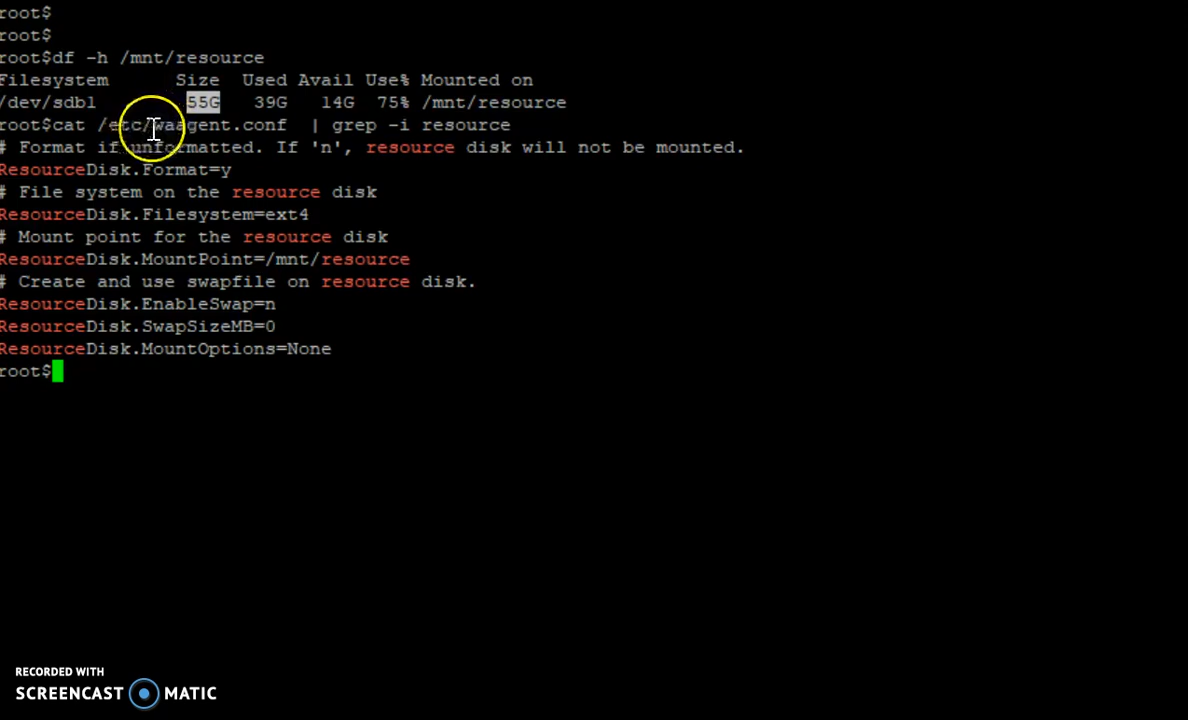 root$
root$
root$df -h /mnt/resource
Filesystem      Size  Used Avail Use% Mounted on
/dev/sdb1        55G   39G   14G  75% /mnt/resource
root$cat /etc/waagent.conf  | grep -i resource
# Format if unformatted. If 'n', resource disk will not be mounted.
ResourceDisk.Format=y
# File system on the resource disk
ResourceDisk.Filesystem=ext4
# Mount point for the resource disk
ResourceDisk.MountPoint=/mnt/resource
# Create and use swapfile on resource disk.
ResourceDisk.EnableSwap=n
ResourceDisk.SwapSizeMB=0
ResourceDisk.MountOptions=None
root$
RECORDED WITH
SCREENCAST MATIC